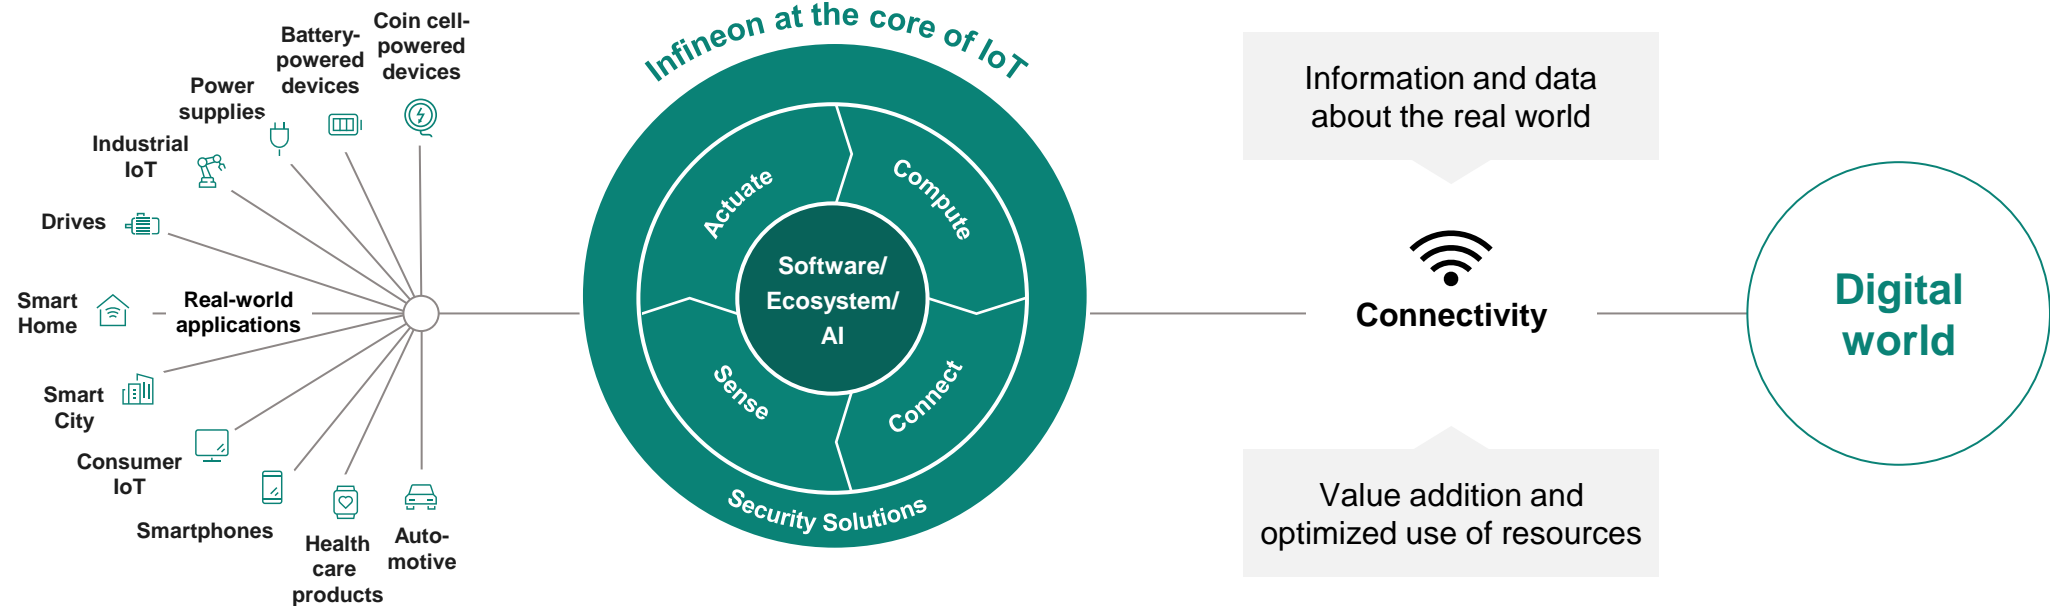 Coin cell-
powered
devices
Battery-
powered
devices
Power
supplies
Industrial
IoT
Drives
Smart
Home
Real-world
applications
Smart
City
Consumer
IoT
Smartphones
Health
care
products
Auto-
motive
Infineon at the core of IoT
Actuate
Compute
Software/
Ecosystem/
AI
Sense
Connect
Security Solutions
Information and data
about the real world
Connectivity
Value addition and
optimized use of resources
Digital
world